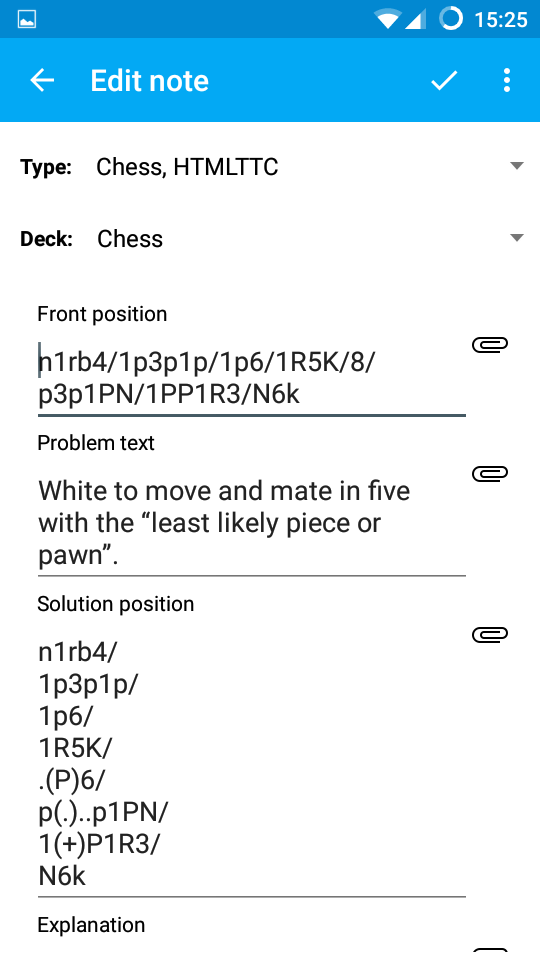 15:25
Edit note
Type: Chess, HTMLTTC
Deck: Chess
Front position
n1rb4/1p3p1p/1p6/1R5K/8/
p3p1PN/1PP1R3/N6k
Problem text
White to move and mate in five
with the “least likely piece or
pawn”.
Solution position
n1rb4/
1p3p1p/
1p6/
1R5K/
.(P)6/
p(.)..p1PN/
1(+)P1R3/
N6k
Explanation